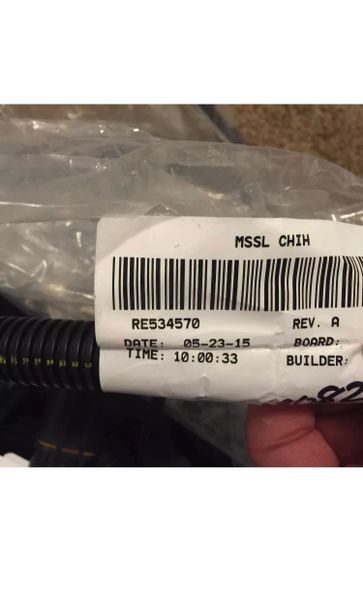 MSSL CHIH
RE534570 REV. A
DATE: 05-23-15 BOARD:
TIME: 10:00:33 BUILDER: